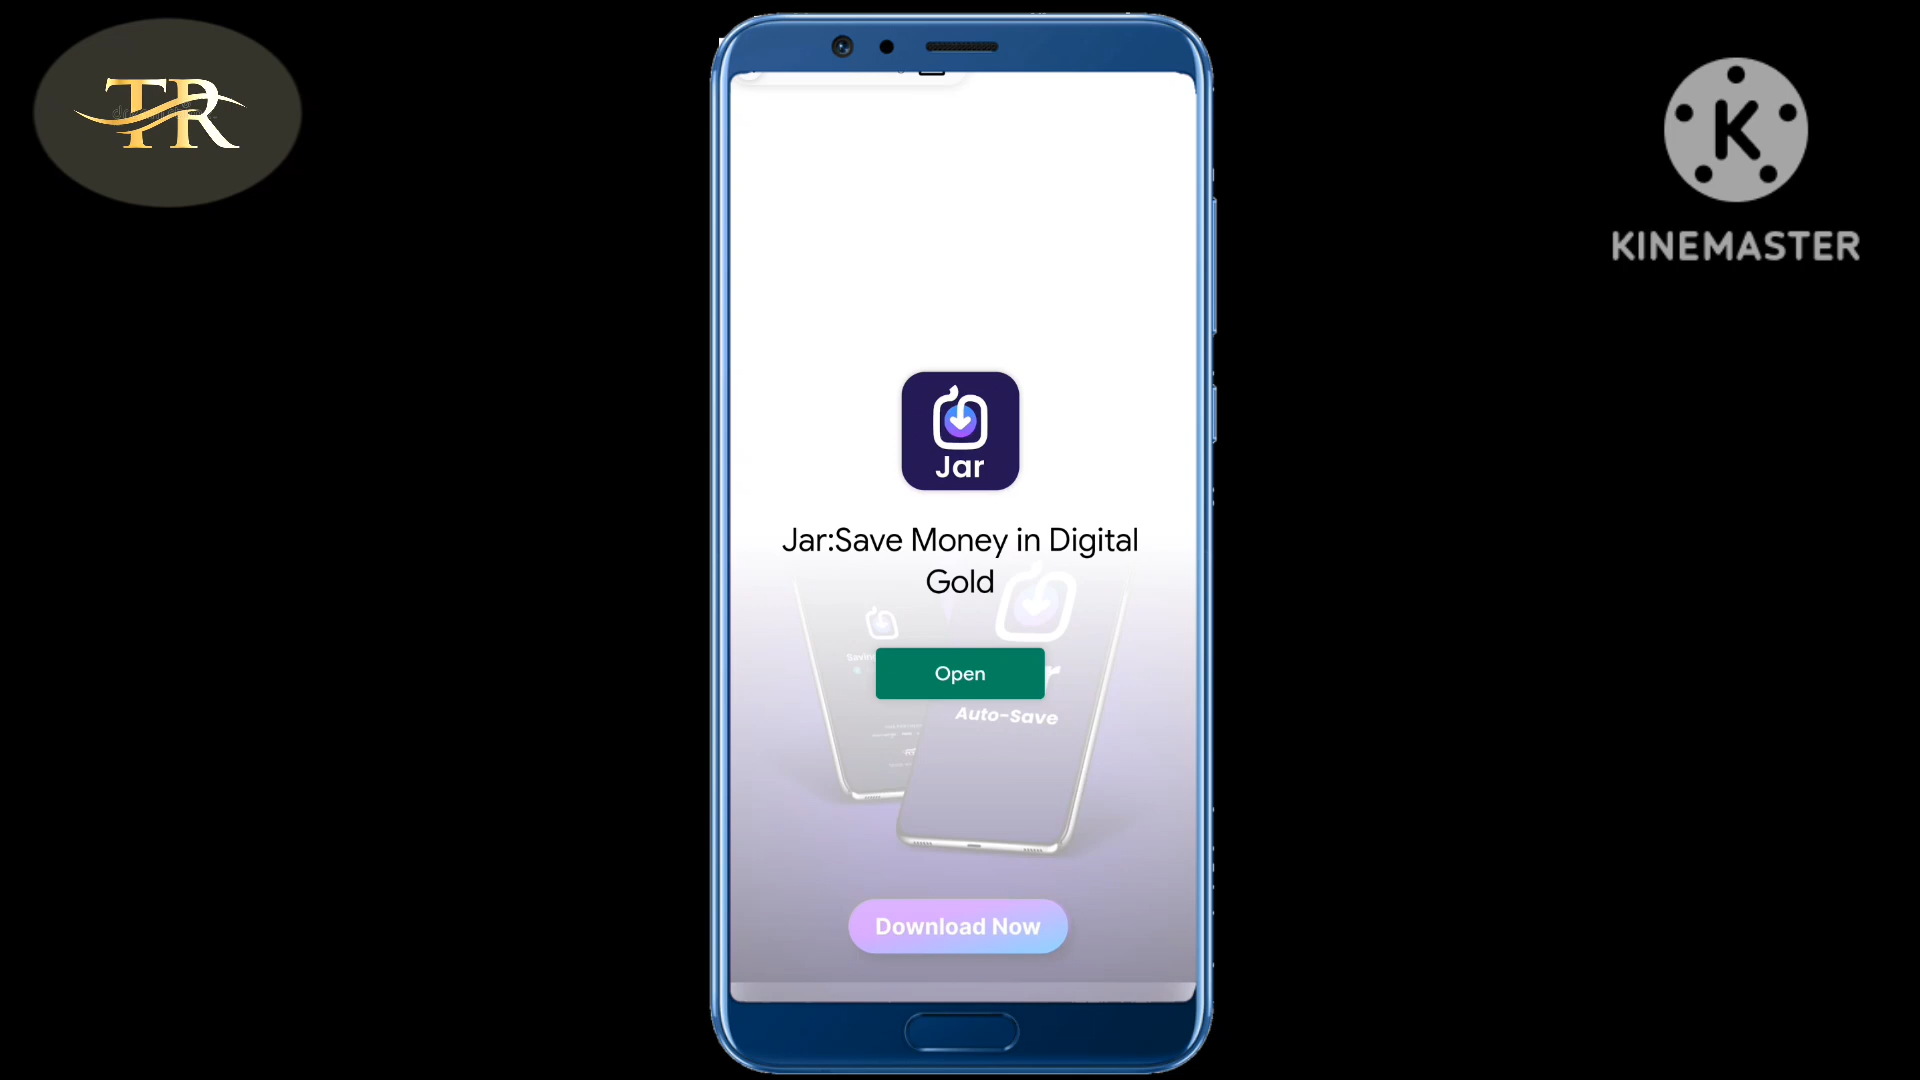 TR
K
KINEMASTER
Jar
Jar:Save Money in Digital
Gold
Open
Auto-Save
Download Now